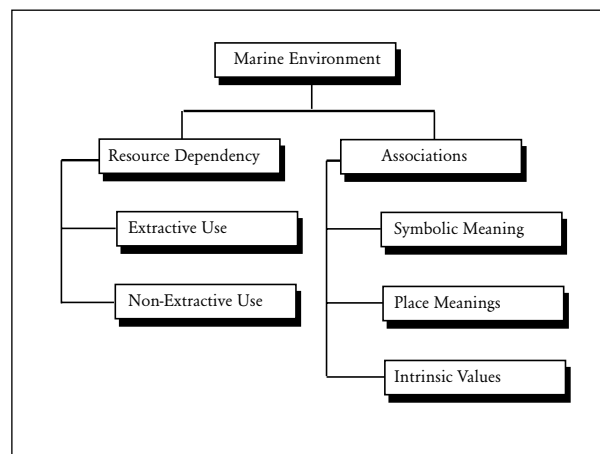 Marine Environment
Resource Dependency
Associations
Extractive Use
Symbolic Meaning
Non-Extractive Use
Place Meanings
Intrinsic Values